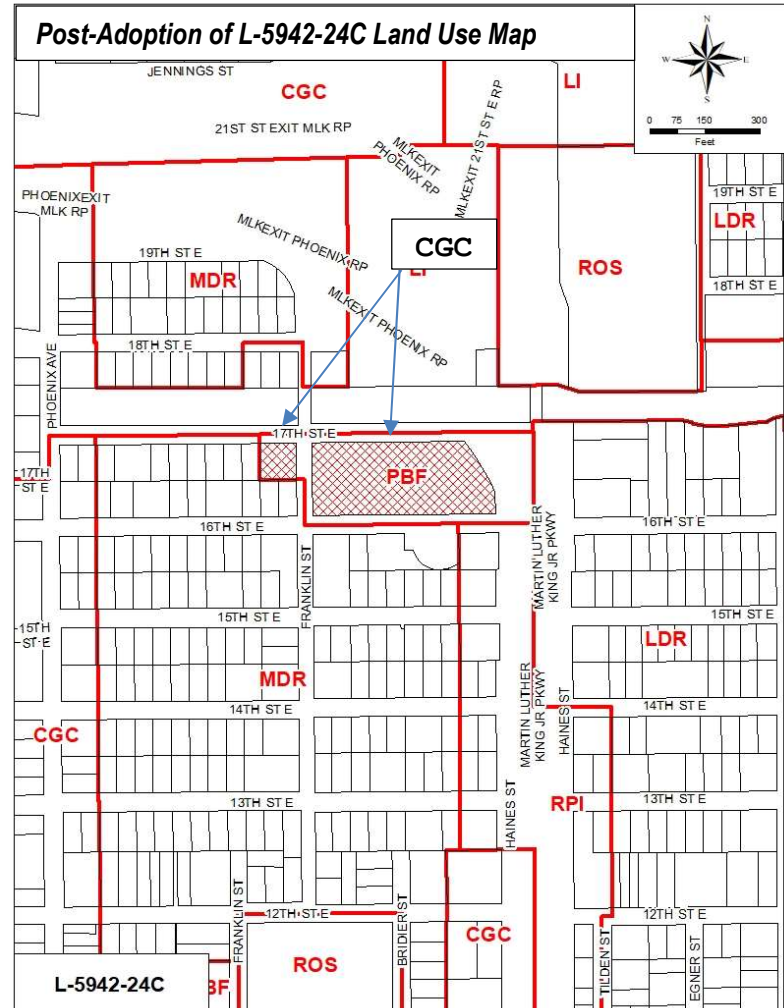 Post-Adoption of L-5942-24C Land Use Map
N
W
E
S
0 75 150 300
Feet
JENNINGS ST
CGC
LI
21ST ST EXIT MLK RP
MLKEXIT 21ST ST E RP
MLKEXIT
PHOENIX RP
PHOENIXEXIT
MLK RP
19TH ST E
LDR
MLKEXIT PHOENIX RP
CGC
19TH ST E
MDR
ROS
18TH ST E
MLKEXIT PHOENIX RP
18TH ST E
PHOENIX AVE
17TH ST E
17TH
ST E
PBF
16TH ST E
16TH ST E
MARTIN LUTHER
KING JR PKWY
FRANKLIN ST
15TH ST E
15TH ST E
15TH
ST E
LDR
MDR
14TH ST E
14TH ST E
MARTIN LUTHER
KING JR PKWY
HAINES ST
CGC
13TH ST E
RPI
13TH ST E
HAINES ST
12TH ST E
12TH ST E
FRANKLIN ST
BRIDIER ST
CGC
ROS
TILDEN ST
EGNER ST
L-5942-24C
BF